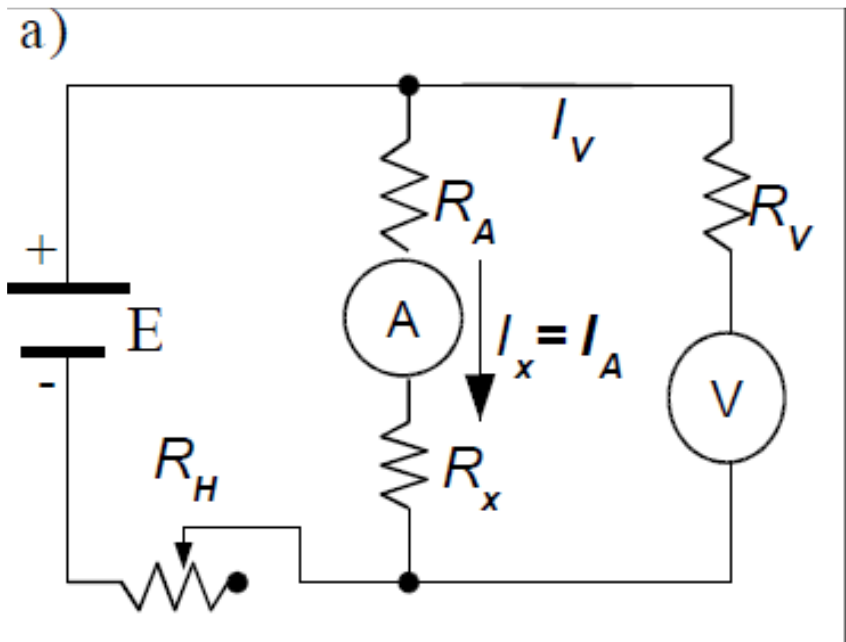 a)
I_V
R_A
R_V
+
E
-
A
I_x = I_A
V
R_H
R_x